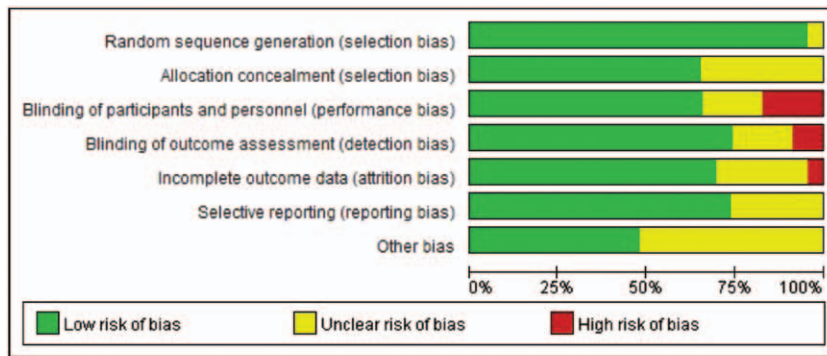 Random sequence generation (selection bias)
Allocation concealment (selection bias)
Blinding of participants and personnel (performance bias)
Blinding of outcome assessment (detection bias)
Incomplete outcome data (attrition bias)
Selective reporting (reporting bias)
Other bias
0% 25% 50% 75% 100%
Low risk of bias Unclear risk of bias High risk of bias